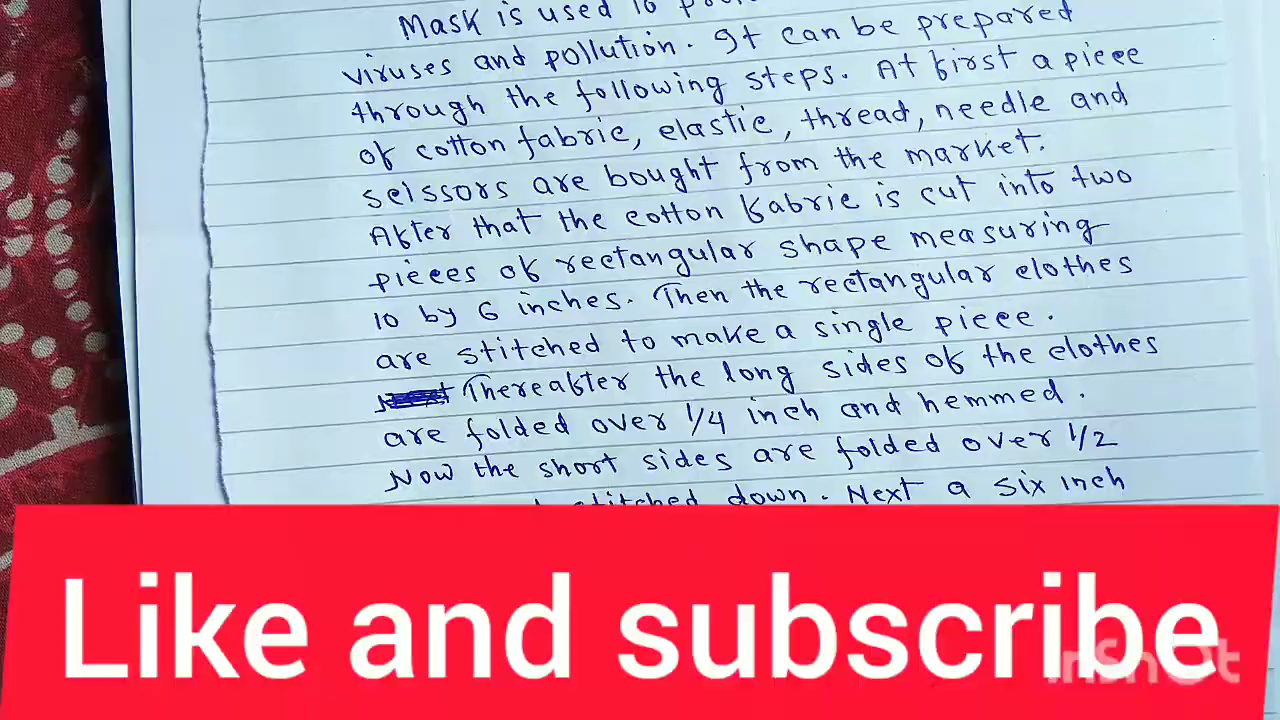 Mask is used to
viruses and pollution. It can be prepared
through the following steps. At first a piece
of cotton fabric, elastic, thread, needle and
scissors are bought from the market.
After that the cotton fabric is cut into two
pieces of rectangular shape measuring
10 by 6 inches. Then the rectangular clothes
are stitched to make a single piece.
Thereafter the long sides of the clothes
are folded over 1/4 inch and hemmed.
Now the short sides are folded over 1/2
stitched down. Next a six inch
Like and subscribe
InShot